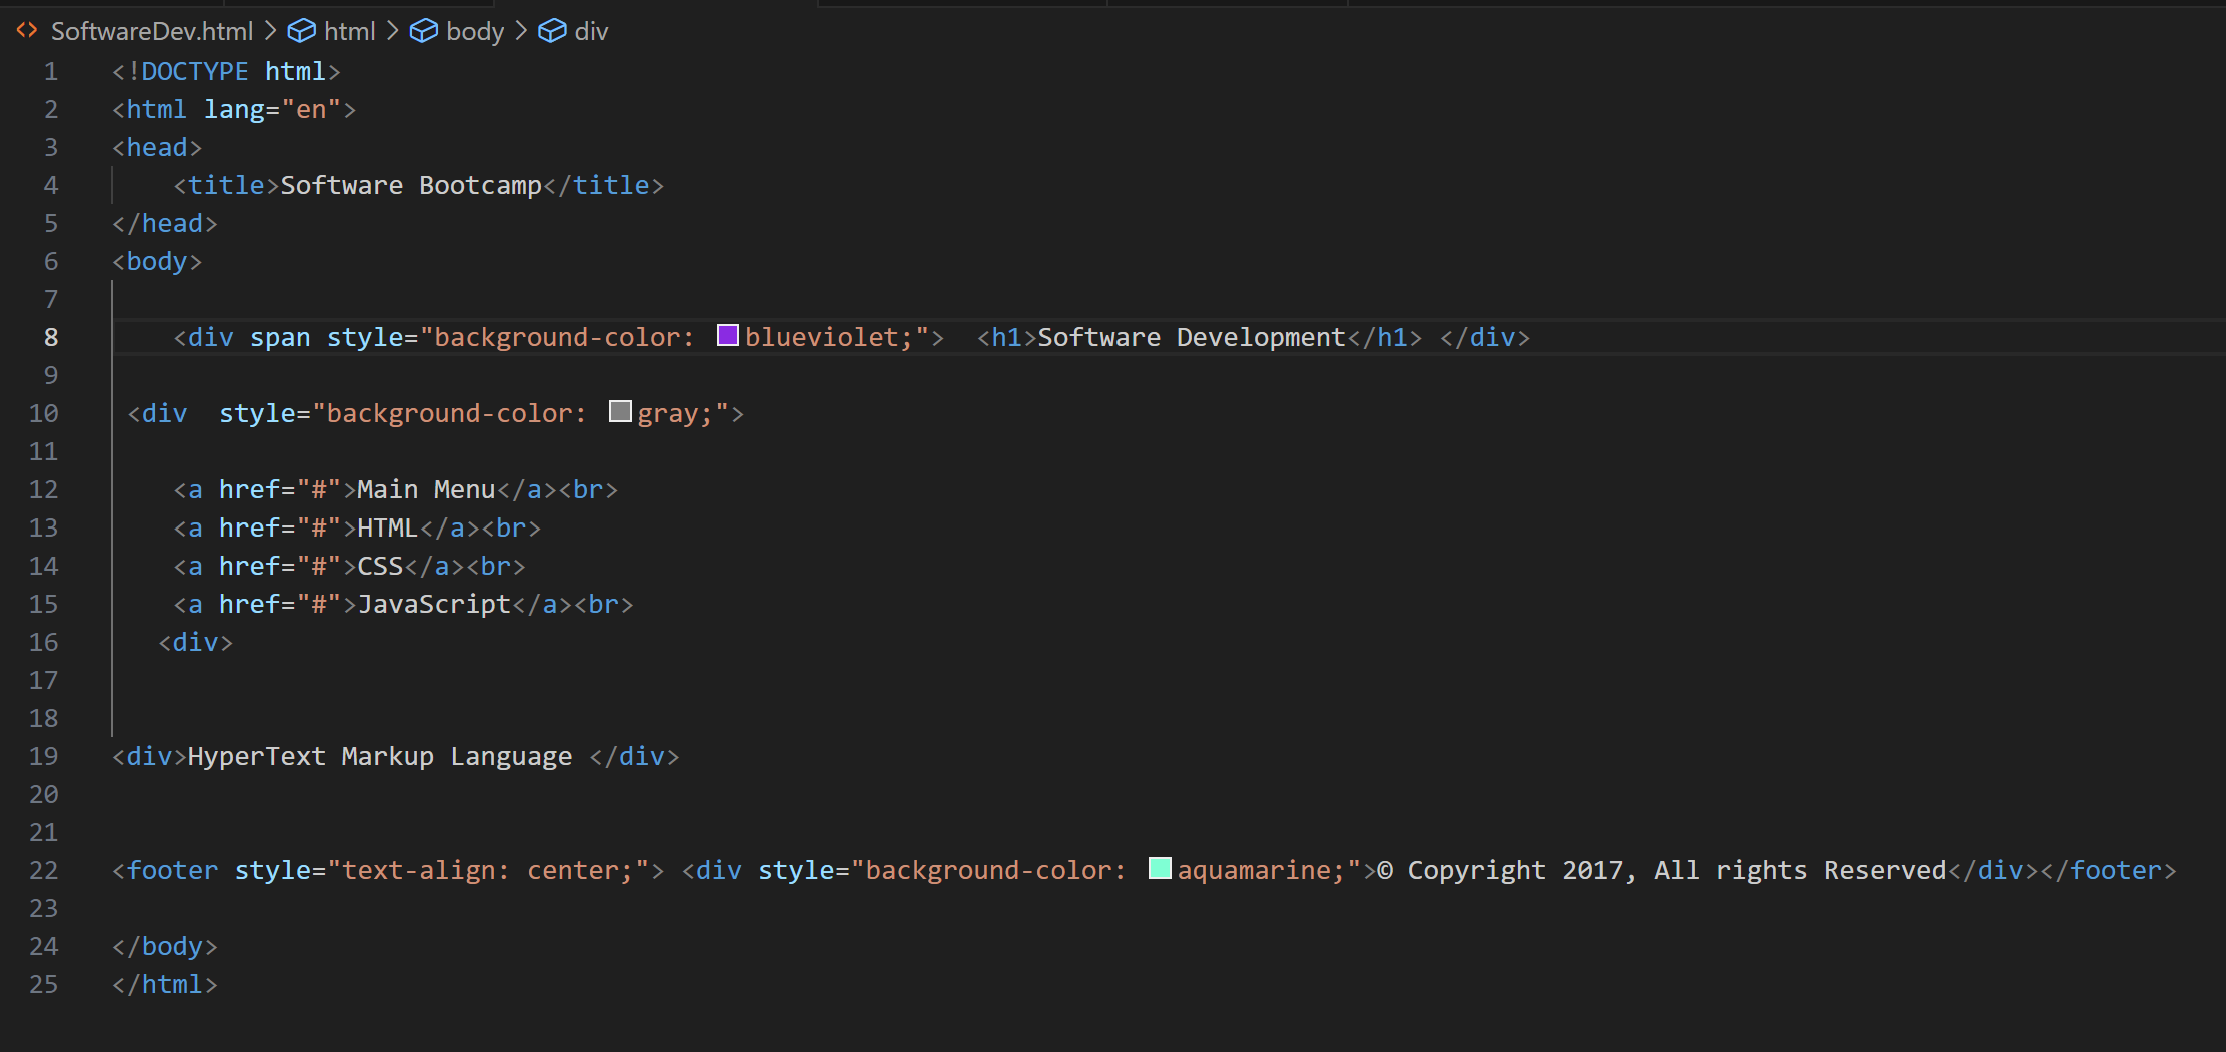 SoftwareDev.html > html > body > div
1 <!DOCTYPE html>
2 <html lang="en">
3 <head>
4     <title>Software Bootcamp</title>
5 </head>
6 <body>
7
8     <div span style="background-color: blueviolet;">  <h1>Software Development</h1> </div>
9
10  <div  style="background-color: gray;">
11
12     <a href="#">Main Menu</a><br>
13     <a href="#">HTML</a><br>
14     <a href="#">CSS</a><br>
15     <a href="#">JavaScript</a><br>
16    <div>
17
18
19 <div>HyperText Markup Language </div>
20
21
22 <footer style="text-align: center;"> <div style="background-color: aquamarine;">© Copyright 2017, All rights Reserved</div></footer>
23
24 </body>
25 </html>